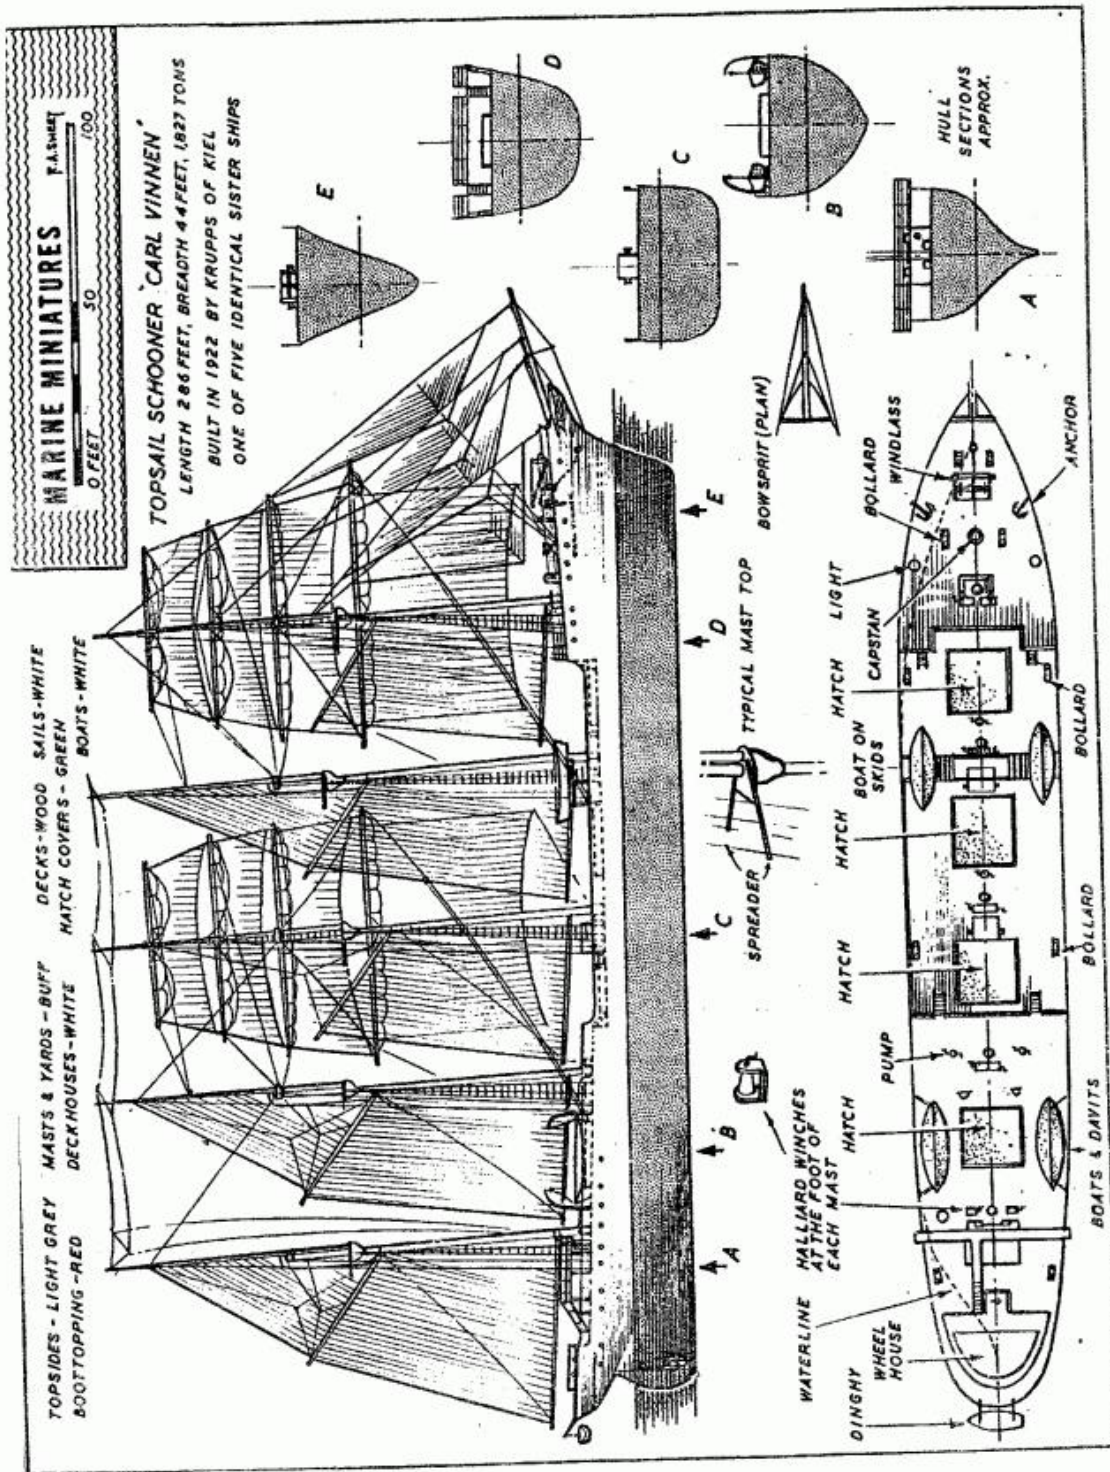 MARINE MINIATURES
F.A.SWEET
0 FEET 50 100
TOPSAIL SCHOONER "CARL VINNEN"
LENGTH 286 FEET, BREADTH 44 FEET, 1,827 TONS
BUILT IN 1922 BY KRUPPS OF KIEL
ONE OF FIVE IDENTICAL SISTER SHIPS
TOPSIDES - LIGHT GREY
BOOTTOPPING - RED
MASTS & YARDS - BUFF
DECKHOUSES - WHITE
DECKS - WOOD SAILS - WHITE
HATCH COVERS - GREEN
BOATS - WHITE
E
D
C
B
A
HULL
SECTIONS
APPROX.
A
B
C
D
E
SPREADER
TYPICAL MAST TOP
BOWSPRIT (PLAN)
HALLIARD WINCHES
AT THE FOOT OF
EACH MAST
WATERLINE
DINGHY
WHEEL
HOUSE
HATCH
PUMP
HATCH
HATCH
BOAT ON
SKIDS
HATCH
LIGHT
CAPSTAN
BOLLARD
WINDLASS
ANCHOR
BOLLARD
BOLLARD
BOATS & DAVITS